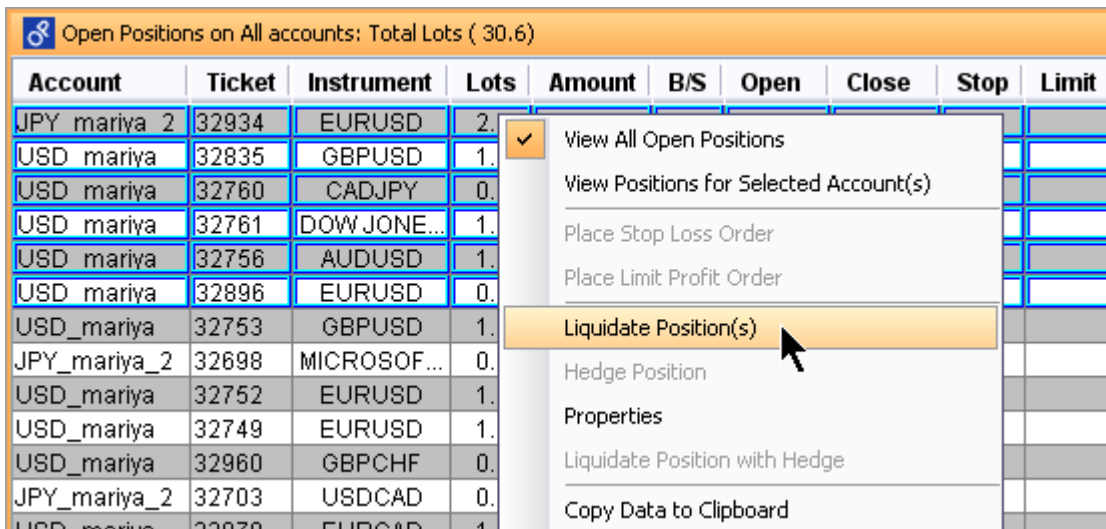 Open Positions on All accounts: Total Lots ( 30.6)
Account Ticket Instrument Lots Amount B/S Open Close Stop Limit
JPY_mariya_2 32934 EURUSD 2.
USD_mariya 32835 GBPUSD 1.
USD_mariya 32760 CADJPY 0.
USD_mariya 32761 DOW JONE... 1.
USD_mariya 32756 AUDUSD 1.
USD_mariya 32896 EURUSD 0.
USD_mariya 32753 GBPUSD 1.
JPY_mariya_2 32698 MICROSOF... 0.
USD_mariya 32752 EURUSD 1.
USD_mariya 32749 EURUSD 1.
USD_mariya 32960 GBPCHF 0.
JPY_mariya_2 32703 USDCAD 0.
View All Open Positions
View Positions for Selected Account(s)
Place Stop Loss Order
Place Limit Profit Order
Liquidate Position(s)
Hedge Position
Properties
Liquidate Position with Hedge
Copy Data to Clipboard